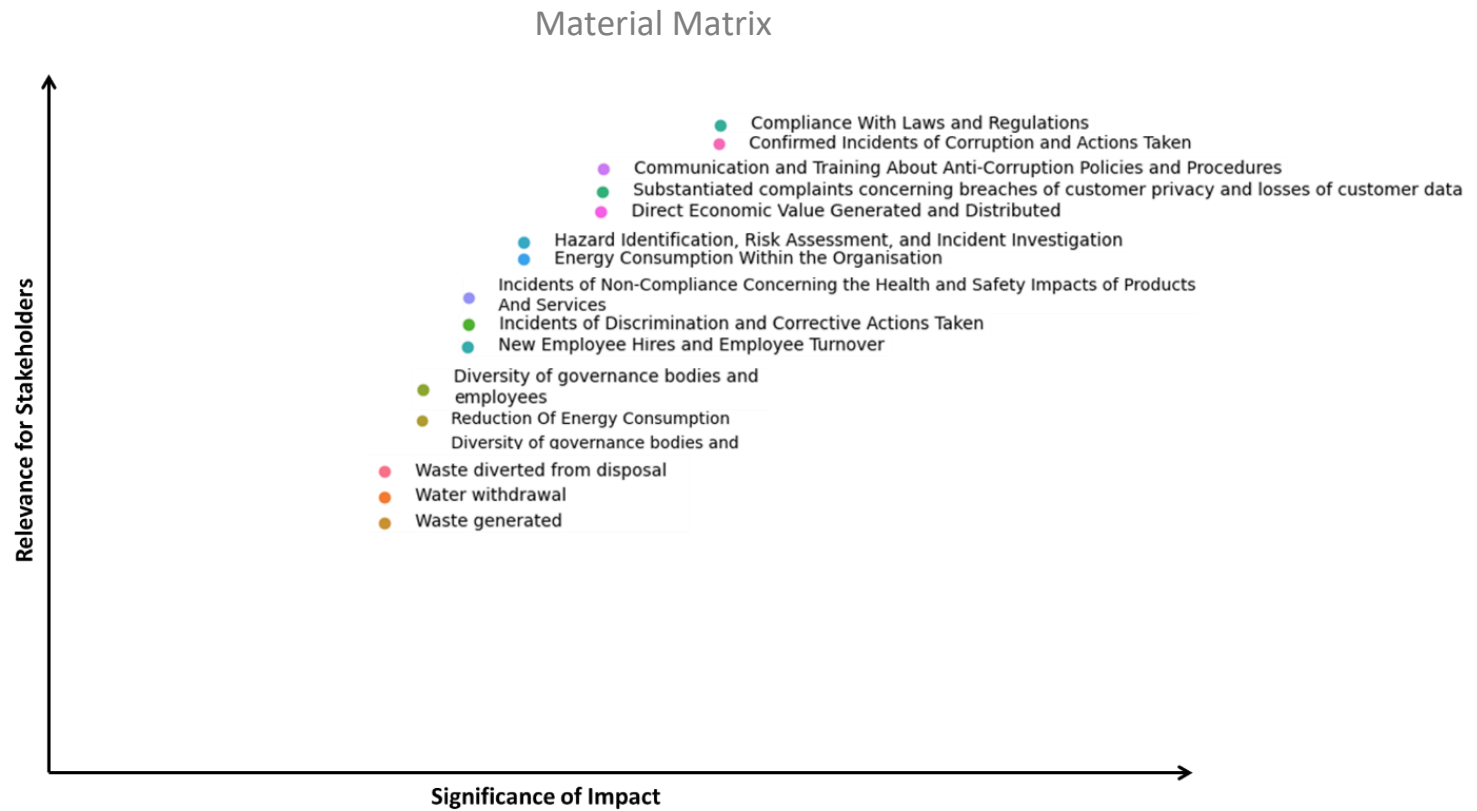 Material Matrix
Compliance With Laws and Regulations
Confirmed Incidents of Corruption and Actions Taken
Communication and Training About Anti-Corruption Policies and Procedures
Substantiated complaints concerning breaches of customer privacy and losses of customer data
Direct Economic Value Generated and Distributed
Hazard Identification, Risk Assessment, and Incident Investigation
Energy Consumption Within the Organisation
Incidents of Non-Compliance Concerning the Health and Safety Impacts of Products
And Services
Incidents of Discrimination and Corrective Actions Taken
New Employee Hires and Employee Turnover
Diversity of governance bodies and
employees
Reduction Of Energy Consumption
Diversity of governance bodies and
Waste diverted from disposal
Water withdrawal
Waste generated
Relevance for Stakeholders
Significance of Impact